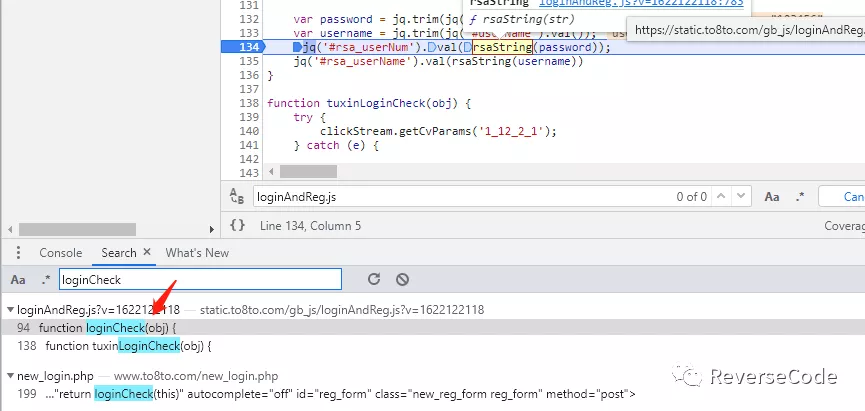 rsaString loginAndReg.js?v=1622122118:783
131
ƒ rsaString(str)
132 var password = jq.trim(jq(
133 var username = jq.trim(jq(
https://static.to8to.com/gb_js/loginAndReg.
134 jq('#rsa_userNum').val(rsaString(password));
135 jq('#rsa_userName').val(rsaString(username))
136 }
137
138 function tuxinLoginCheck(obj) {
139 try {
140 clickStream.getCvParams('1_12_2_1');
141 } catch (e) {
142
143
loginAndReg.js 0 of 0 Aa .* Can
{} Line 134, Column 5 Coverag
Console Search × What's New
Aa .* loginCheck
loginAndReg.js?v=1622122118 — static.to8to.com/gb_js/loginAndReg.js?v=1622122118
94 function loginCheck(obj) {
138 function tuxinLoginCheck(obj) {
new_login.php — www.to8to.com/new_login.php
199 ..."return loginCheck(this)" autocomplete="off" id="reg_form" class="new_reg_form reg_form" method="post">
ReverseCode